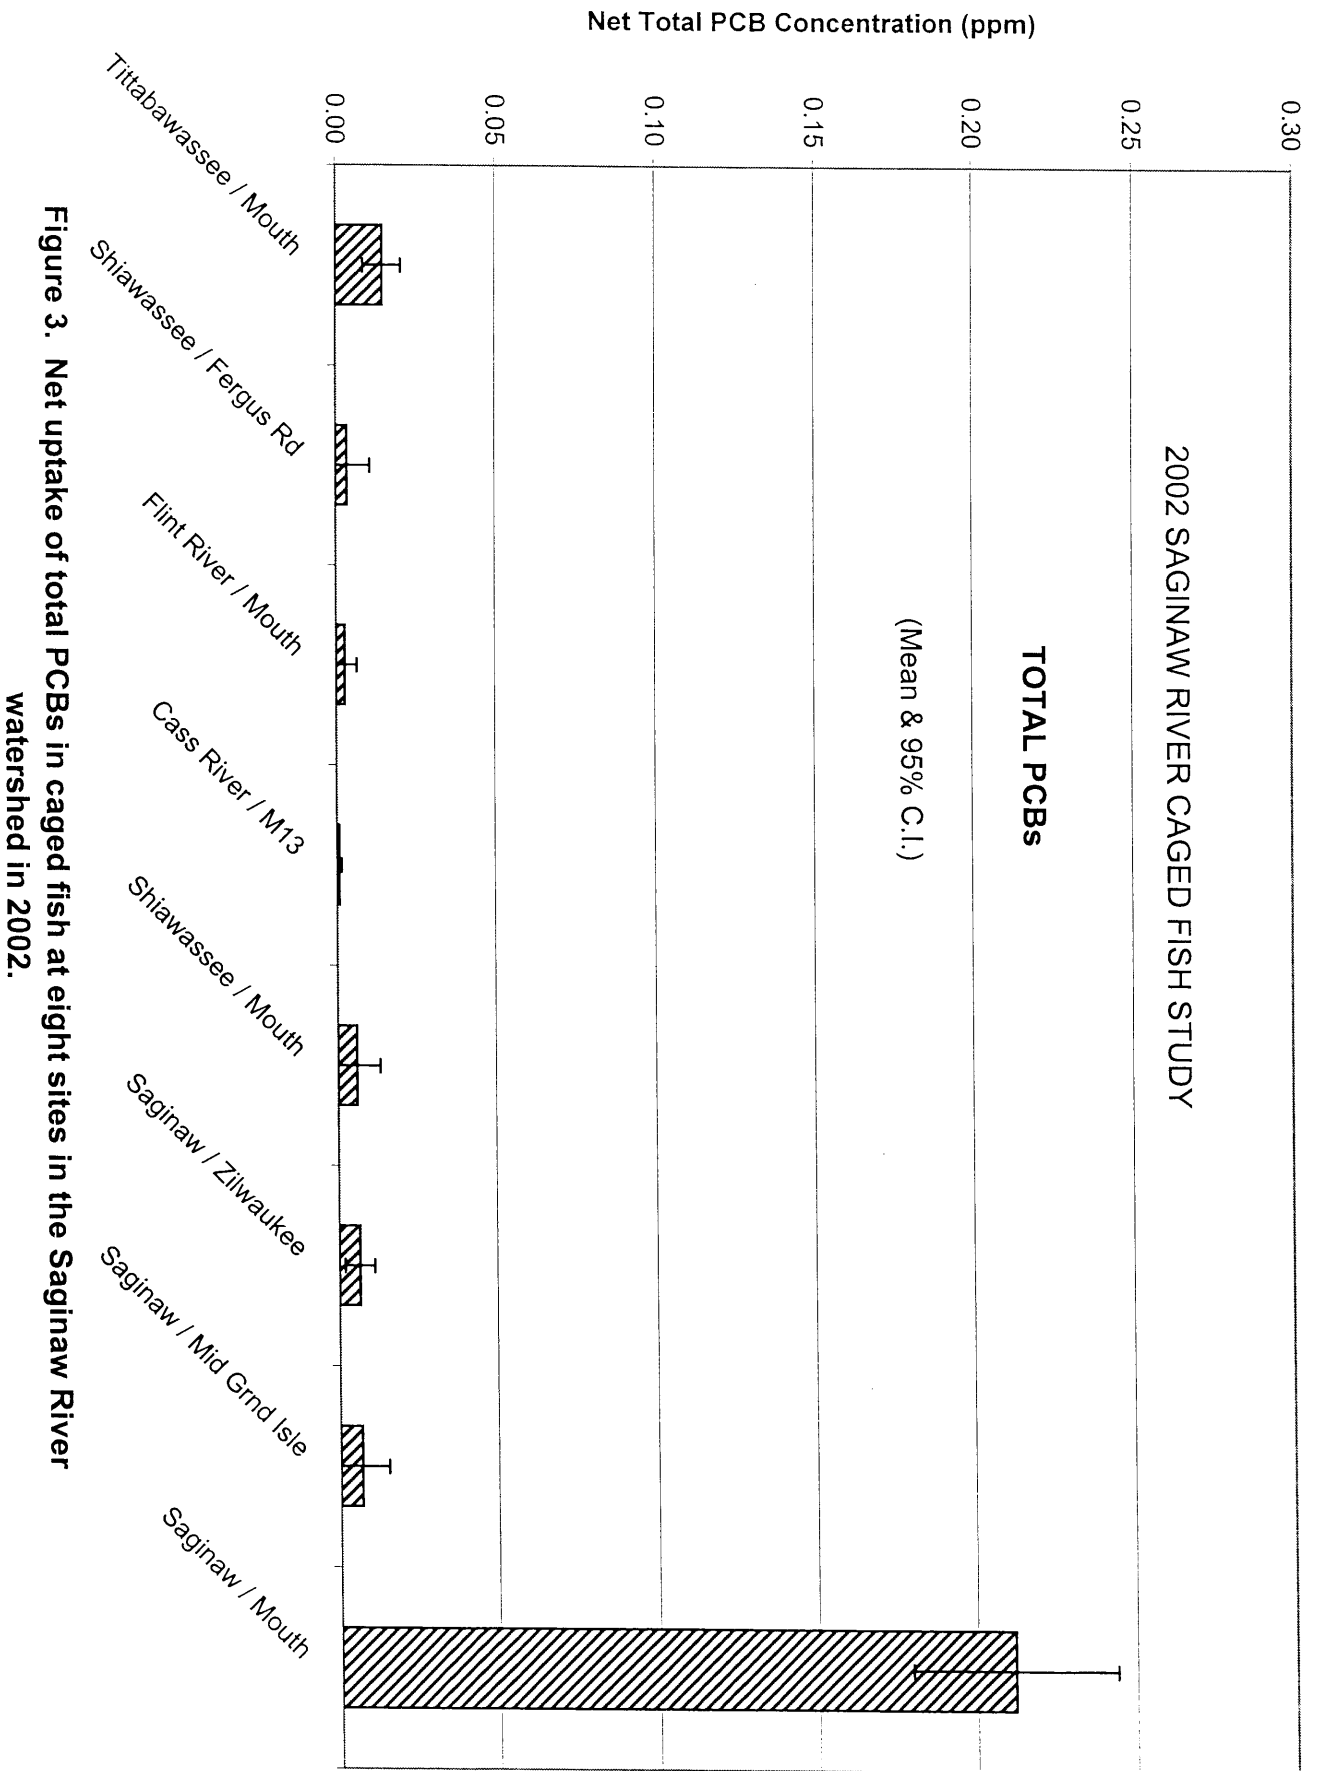 2002 SAGINAW RIVER CAGED FISH STUDY
TOTAL PCBs
(Mean & 95% C.I.)
Net Total PCB Concentration (ppm)
0.30
0.25
0.20
0.15
0.10
0.05
0.00
Tittabawassee / Mouth
Shiawassee / Fergus Rd
Flint River / Mouth
Cass River / M13
Shiawassee / Mouth
Saginaw / Zilwaukee
Saginaw / Mid Grnd Isle
Saginaw / Mouth
Figure 3. Net uptake of total PCBs in caged fish at eight sites in the Saginaw River
watershed in 2002.